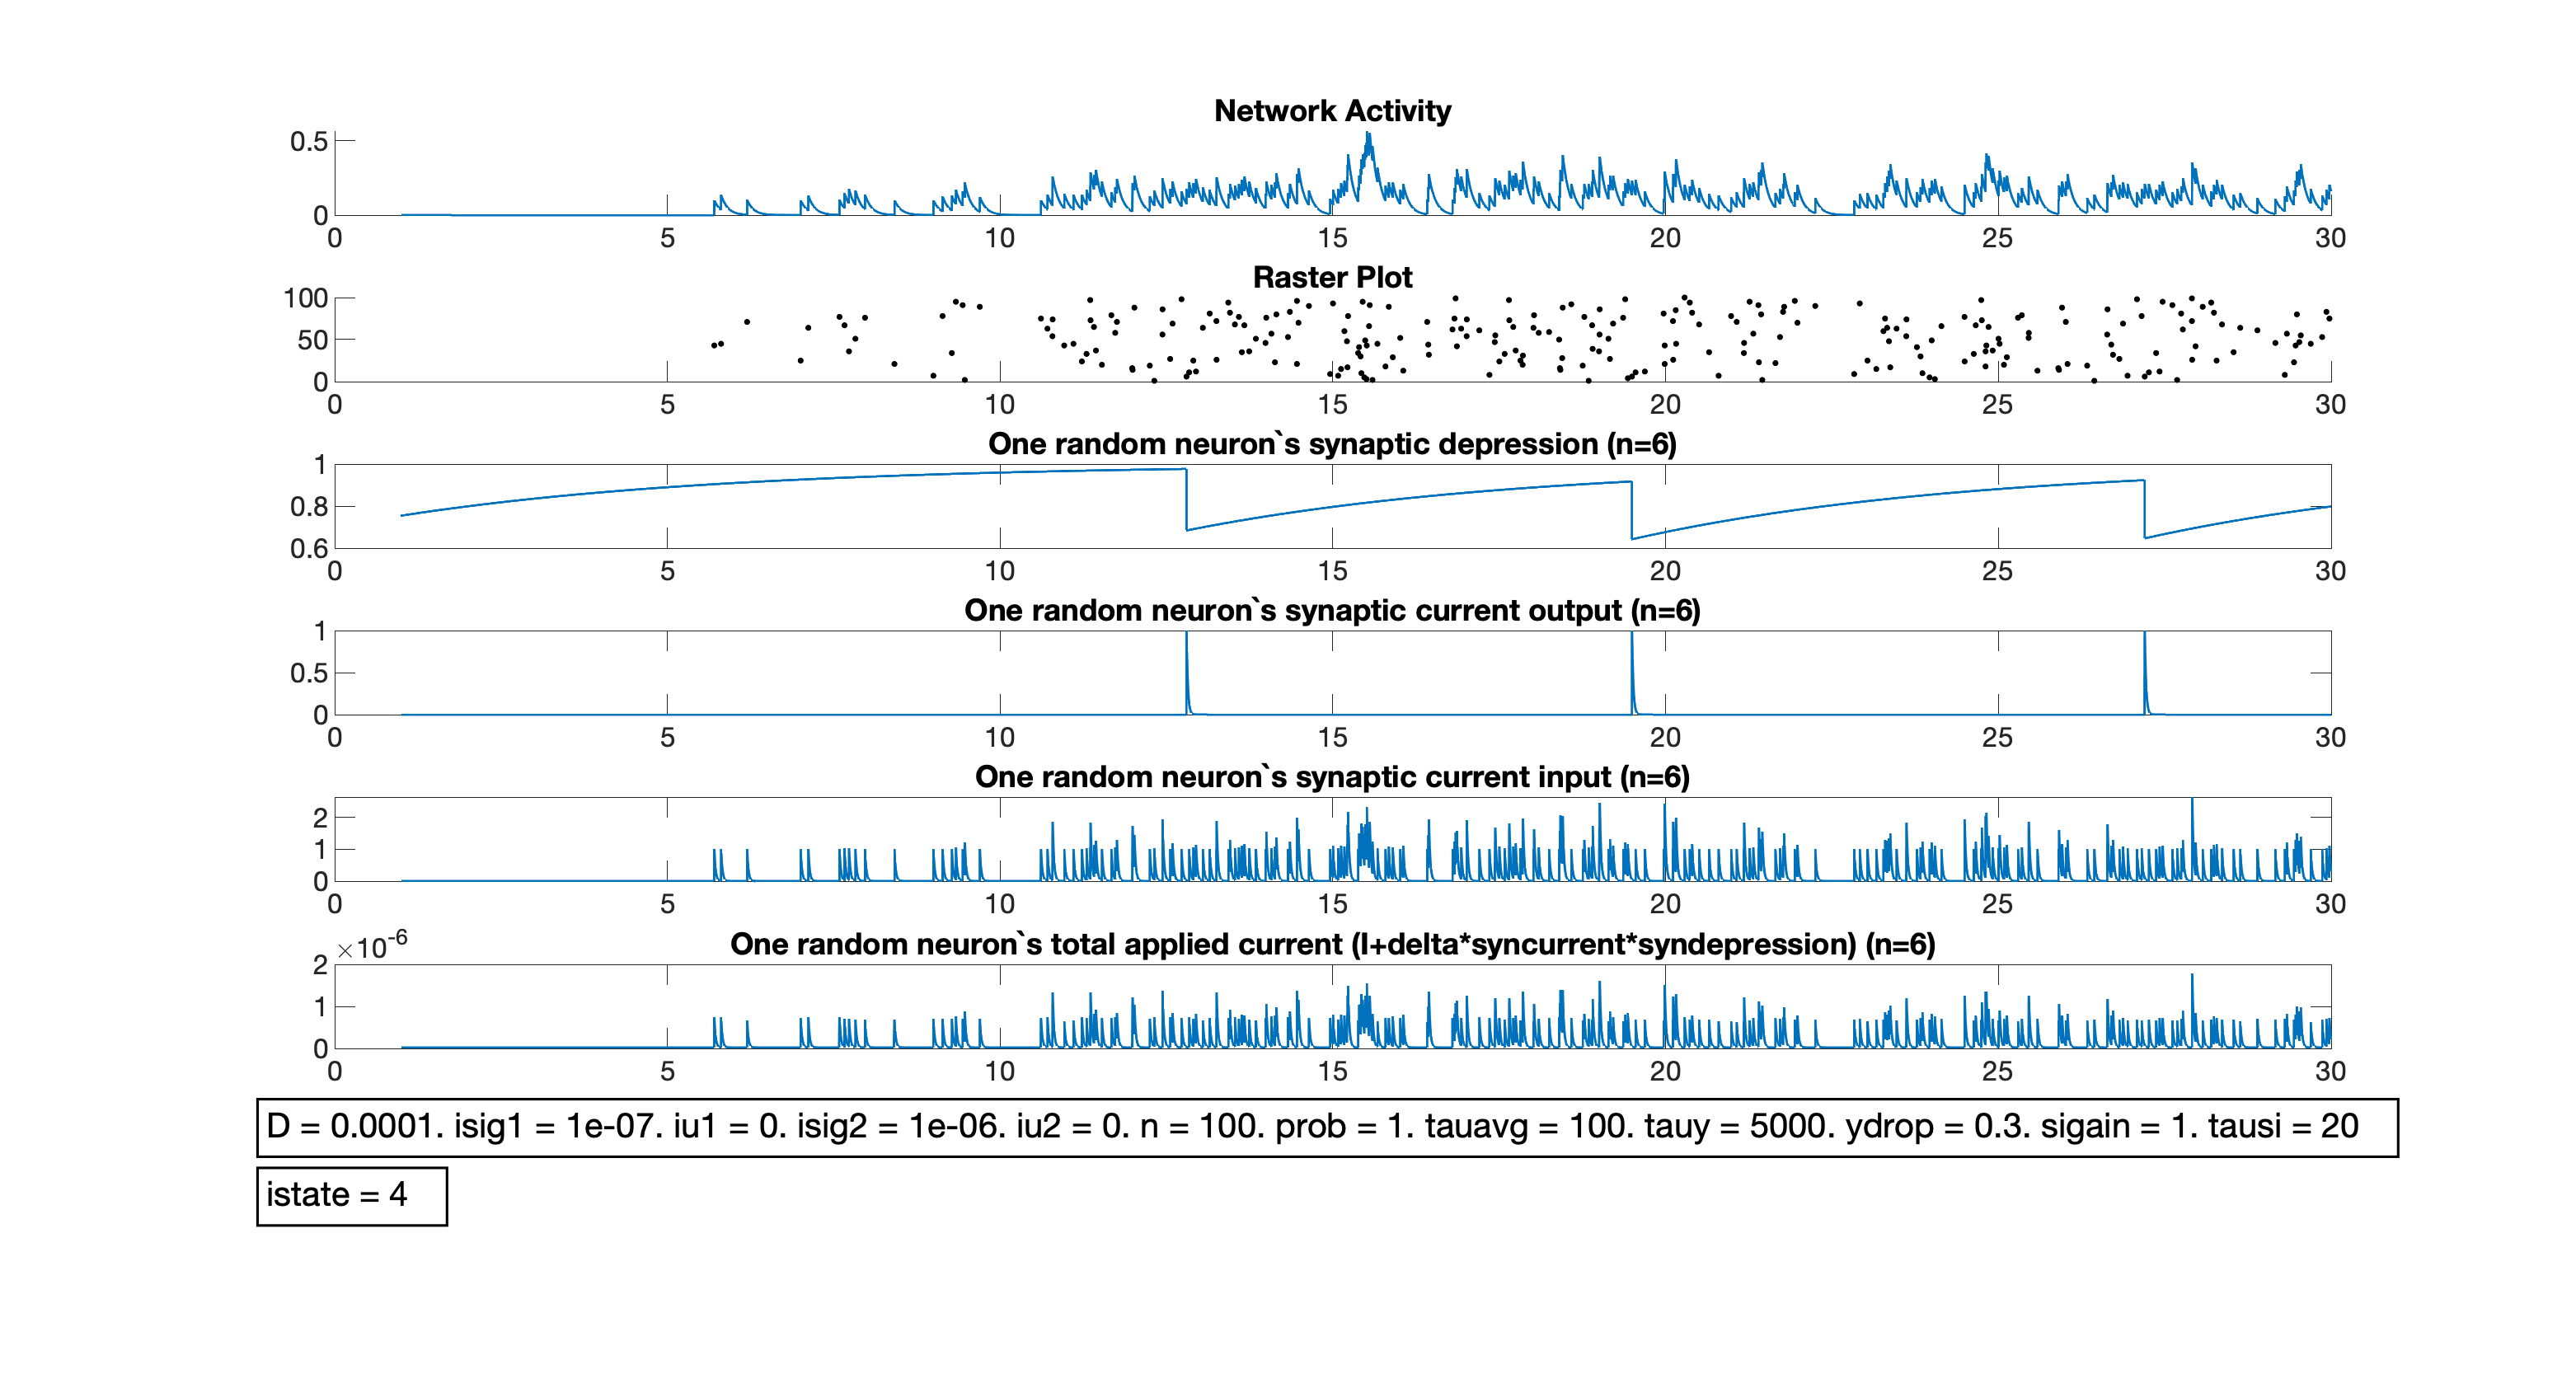 Network Activity
0.5
0
0 5 10 15 20 25 30
Raster Plot
100
50
0
0 5 10 15 20 25 30
One random neuron`s synaptic depression (n=6)
1
0.8
0.6
0 5 10 15 20 25 30
One random neuron`s synaptic current output (n=6)
1
0.5
0
0 5 10 15 20 25 30
One random neuron`s synaptic current input (n=6)
2
1
0
0 5 10 15 20 25 30
×10-6 One random neuron`s total applied current (I+delta*syncurrent*syndepression) (n=6)
2
1
0
0 5 10 15 20 25 30
D = 0.0001. isig1 = 1e-07. iu1 = 0. isig2 = 1e-06. iu2 = 0. n = 100. prob = 1. tauavg = 100. tauy = 5000. ydrop = 0.3. sigain = 1. tausi = 20
istate = 4